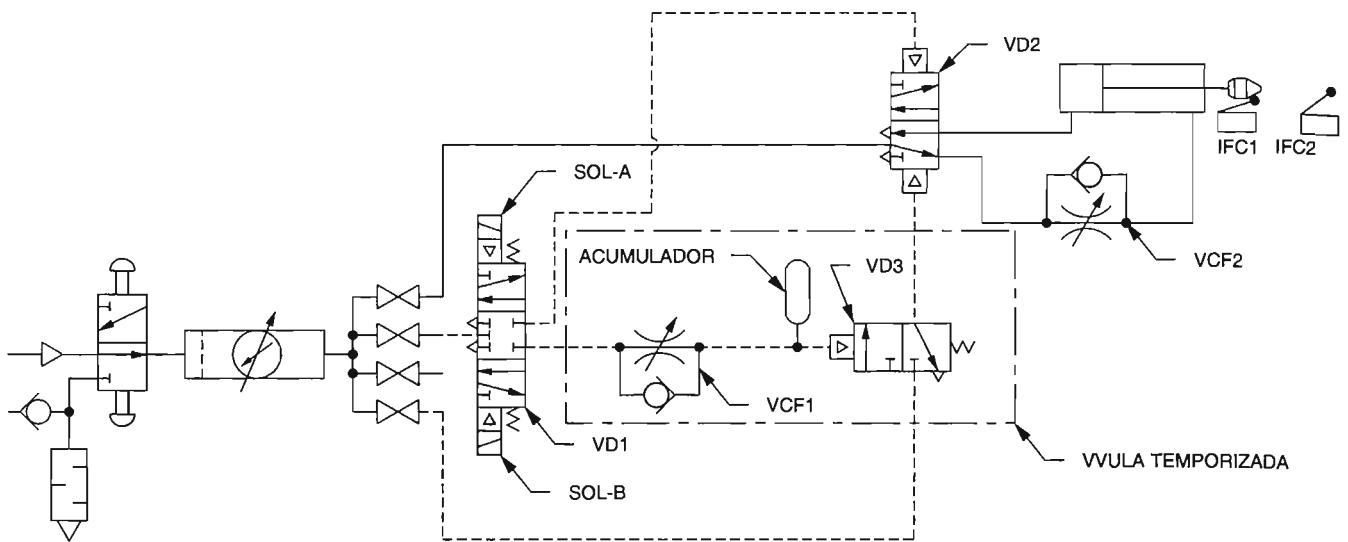 VD2
SOL-A
IFC1 IFC2
ACUMULADOR
VD3
VCF2
VCF1
VD1
VVULA TEMPORIZADA
SOL-B